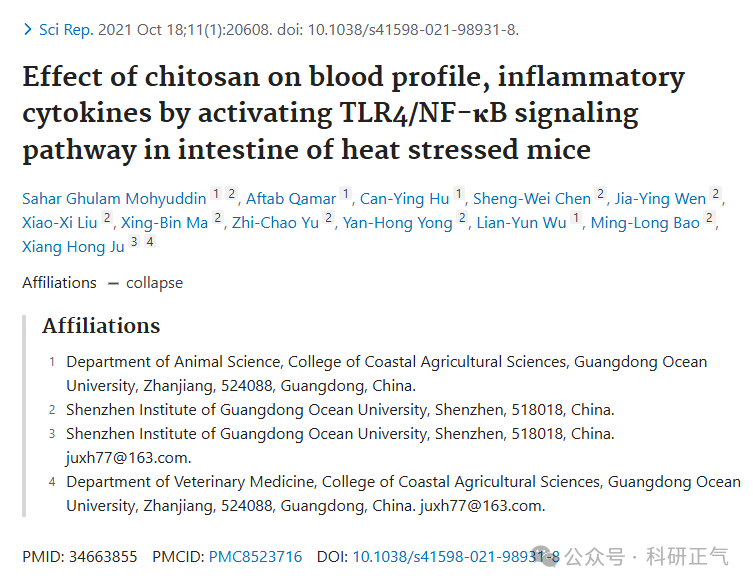 Sci Rep. 2021 Oct 18;11(1):20608. doi: 10.1038/s41598-021-98931-8.
Effect of chitosan on blood profile, inflammatory
cytokines by activating TLR4/NF-κB signaling
pathway in intestine of heat stressed mice
Sahar Ghulam Mohyuddin 1 2, Aftab Qamar 1, Can-Ying Hu 1, Sheng-Wei Chen 2, Jia-Ying Wen 2,
Xiao-Xi Liu 2, Xing-Bin Ma 2, Zhi-Chao Yu 2, Yan-Hong Yong 2, Lian-Yun Wu 1, Ming-Long Bao 2,
Xiang Hong Ju 3 4
Affiliations — collapse
Affiliations
1 Department of Animal Science, College of Coastal Agricultural Sciences, Guangdong Ocean
University, Zhanjiang, 524088, Guangdong, China.
2 Shenzhen Institute of Guangdong Ocean University, Shenzhen, 518018, China.
3 Shenzhen Institute of Guangdong Ocean University, Shenzhen, 518018, China.
juxh77@163.com.
4 Department of Veterinary Medicine, College of Coastal Agricultural Sciences, Guangdong Ocean
University, Zhanjiang, 524088, Guangdong, China. juxh77@163.com.
PMID: 34663855 PMCID: PMC8523716 DOI: 10.1038/s41598-021-98931-8
公众号 · 科研正气